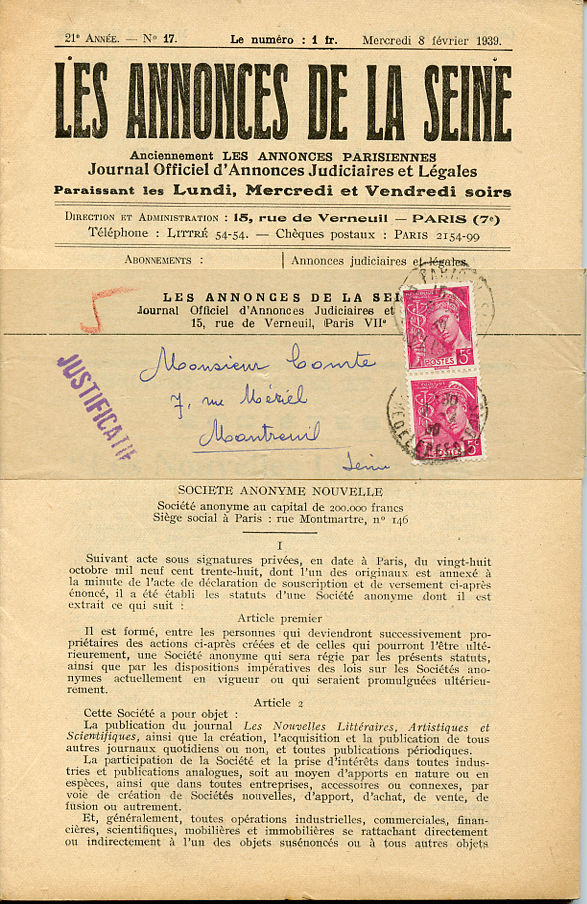 21e ANNÉE. — No 17.
Le numéro : 1 fr.
Mercredi 8 février 1939.
LES ANNONCES DE LA SEINE
Anciennement LES ANNONCES PARISIENNES
Journal Officiel d'Annonces Judiciaires et Légales
Paraissant les Lundi, Mercredi et Vendredi soirs
DIRECTION ET ADMINISTRATION : 15, rue de Verneuil — PARIS (7e)
Téléphone : LITTRÉ 54-54. — Chèques postaux : PARIS 2154-99
ABONNEMENTS :
Annonces judiciaires et légales
LES ANNONCES DE LA SEI
Journal Officiel d'Annonces Judiciaires et
15, rue de Verneuil, Paris VIIe
JUSTIFICATIF
Monsieur Comte
7, rue Mériel
Montreuil
Seine
5c
POSTES
5c
SOCIETE ANONYME NOUVELLE
Société anonyme au capital de 200.000 francs
Siège social à Paris : rue Montmartre, no 146
I
Suivant acte sous signatures privées, en date à Paris, du vingt-huit
octobre mil neuf cent trente-huit, dont l'un des originaux est annexé à
la minute de l'acte de déclaration de souscription et de versement ci-après
énoncé, il a été établi les statuts d'une Société anonyme dont il est
extrait ce qui suit :
Article premier
Il est formé, entre les personnes qui deviendront successivement pro-
priétaires des actions ci-après créées et de celles qui pourront l'être ulté-
rieurement, une Société anonyme qui sera régie par les présents statuts,
ainsi que par les dispositions impératives des lois sur les Sociétés ano-
nymes actuellement en vigueur ou qui seraient promulguées ultérieu-
rement.
Article 2
Cette Société a pour objet :
La publication du journal Les Nouvelles Littéraires, Artistiques et
Scientifiques, ainsi que la création, l'acquisition et la publication de tous
autres journaux quotidiens ou non, et toutes publications périodiques.
La participation de la Société et la prise d'intérêts dans toutes indus-
tries et publications analogues, soit au moyen d'apports en nature ou en
espèces, ainsi que dans toutes entreprises, accessoires ou connexes, par
voie de création de Sociétés nouvelles, d'apport, d'achat, de vente, de
fusion ou autrement.
Et, généralement, toutes opérations industrielles, commerciales, finan-
cières, scientifiques, mobilières et immobilières se rattachant directement
ou indirectement à l'un des objets susénoncés ou à tous autres objets